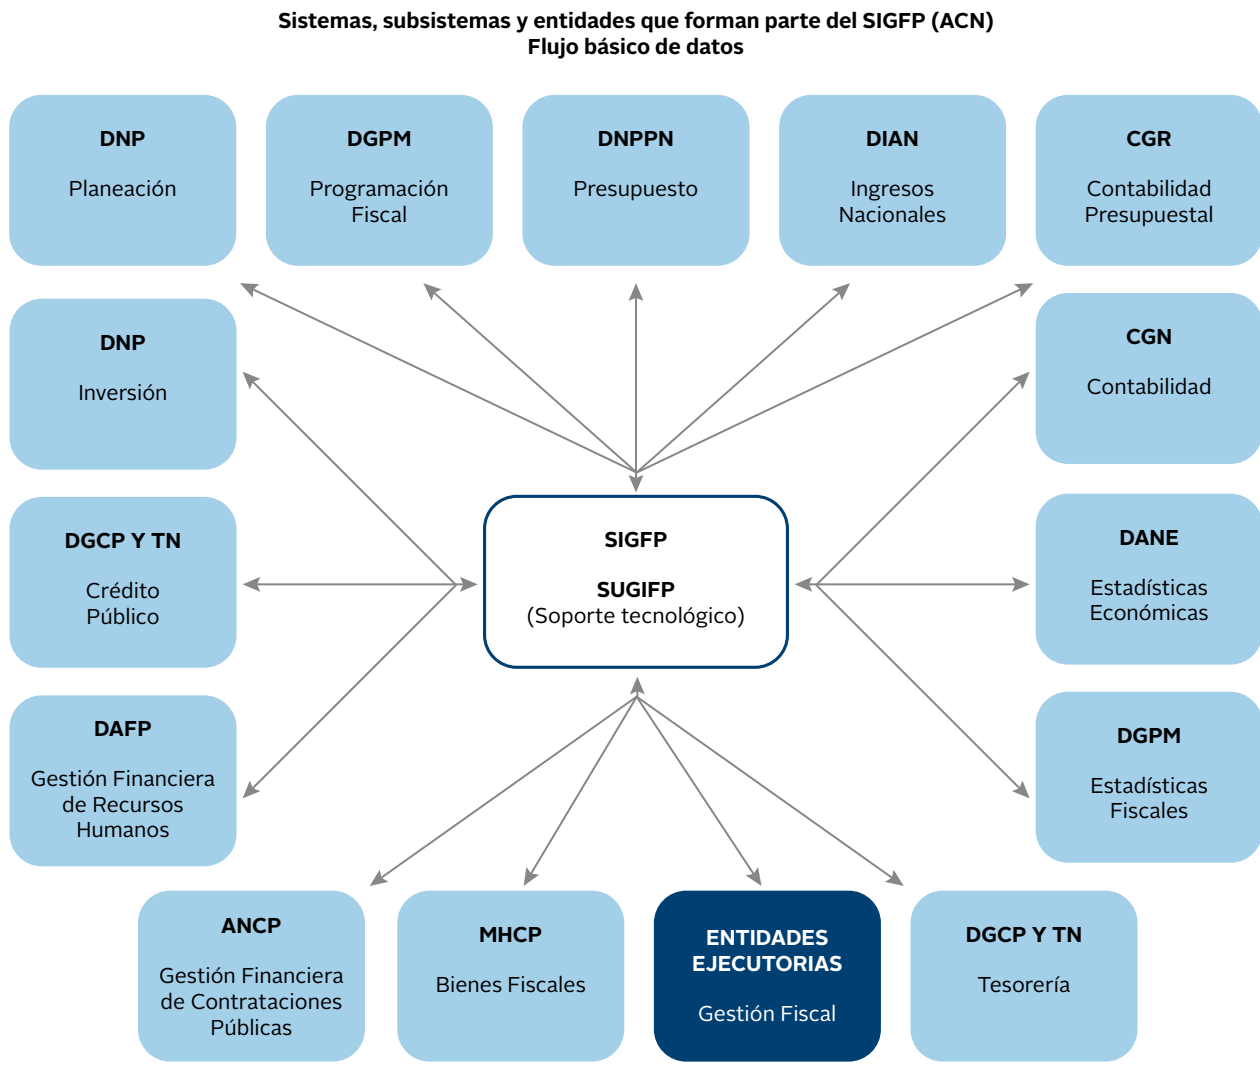 Sistemas, subsistemas y entidades que forman parte del SIGFP (ACN)
Flujo básico de datos
DNP
Planeación
DGPM
Programación
Fiscal
DNPPN
Presupuesto
DIAN
Ingresos
Nacionales
CGR
Contabilidad
Presupuestal
DNP
Inversión
CGN
Contabilidad
DGCP Y TN
Crédito
Público
SIGFP
SUGIFP
(Soporte tecnológico)
DANE
Estadísticas
Económicas
DAFP
Gestión Financiera
de Recursos
Humanos
DGPM
Estadísticas
Fiscales
ANCP
Gestión Financiera
de Contrataciones
Públicas
MHCP
Bienes Fiscales
ENTIDADES
EJECUTORIAS
Gestión Fiscal
DGCP Y TN
Tesorería